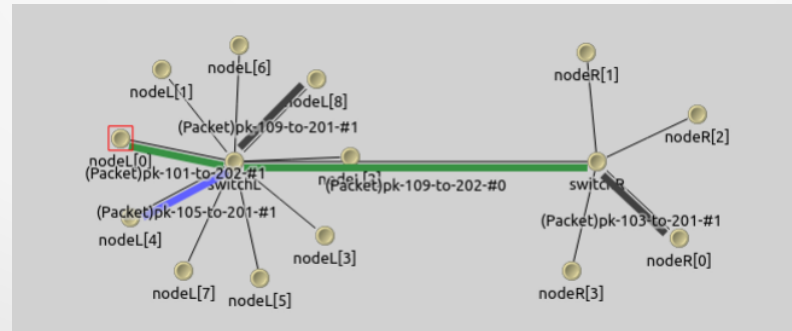 nodeL[6]
nodeR[1]
nodeL[1]
nodeL[8]
(Packet)pk-109-to-201-#1
nodeR[2]
nodeL[0]
(Packet)pk-101-to-202-#1
switchL
nodeL[2]
(Packet)pk-109-to-202-#0
switchR
(Packet)pk-105-to-201-#1
(Packet)pk-103-to-201-#1
nodeL[4]
nodeL[3]
nodeR[0]
nodeL[7]
nodeL[5]
nodeR[3]